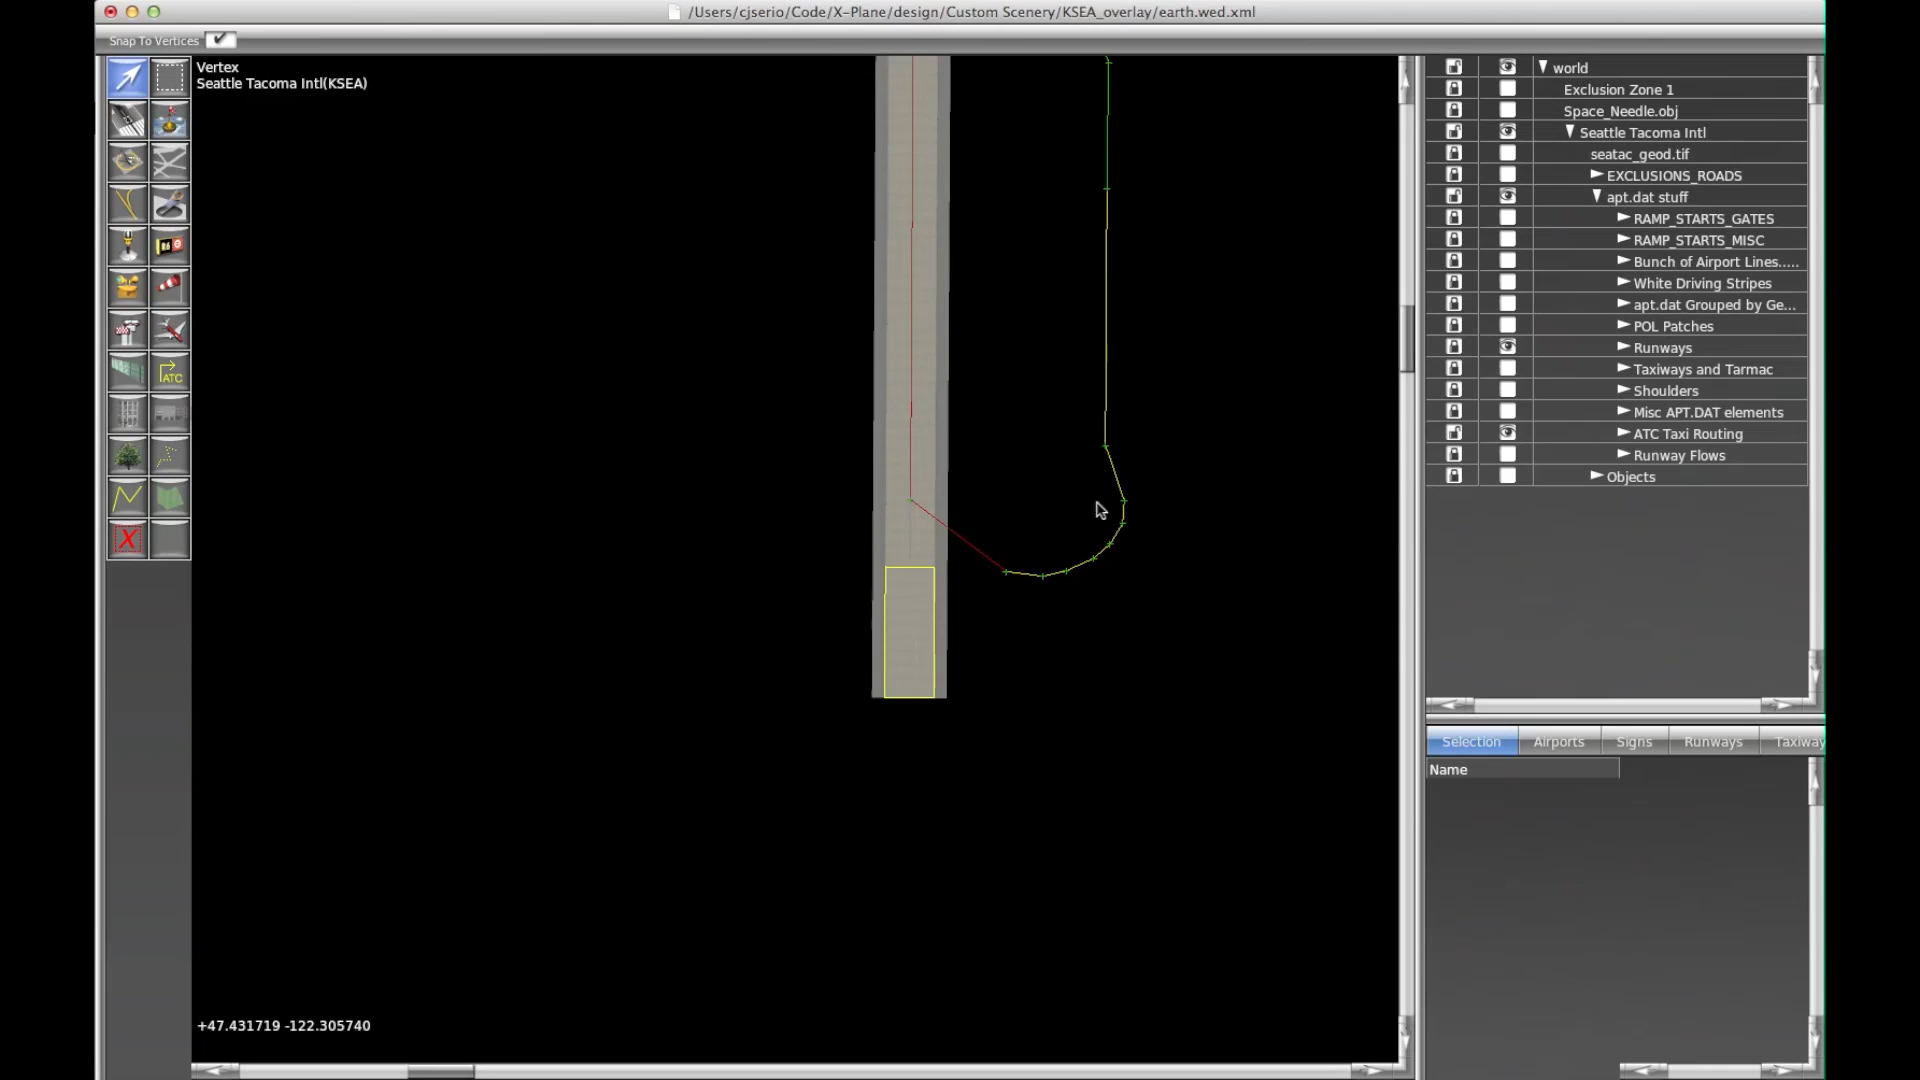 /Users/cjserio/Code/X-Plane/design/Custom Scenery/KSEA_overlay/earth.wed.xml
Snap To Vertices
Vertex
Seattle Tacoma Intl(KSEA)
ATC
+47.431719 -122.305740
world
Exclusion Zone 1
Space_Needle.obj
Seattle Tacoma Intl
seatac_geod.tif
EXCLUSIONS_ROADS
apt.dat stuff
RAMP_STARTS_GATES
RAMP_STARTS_MISC
Bunch of Airport Lines.....
White Driving Stripes
apt.dat Grouped by Ge...
POL Patches
Runways
Taxiways and Tarmac
Shoulders
Misc APT.DAT elements
ATC Taxi Routing
Runway Flows
Objects
Selection Airports Signs Runways Taxiway
Name